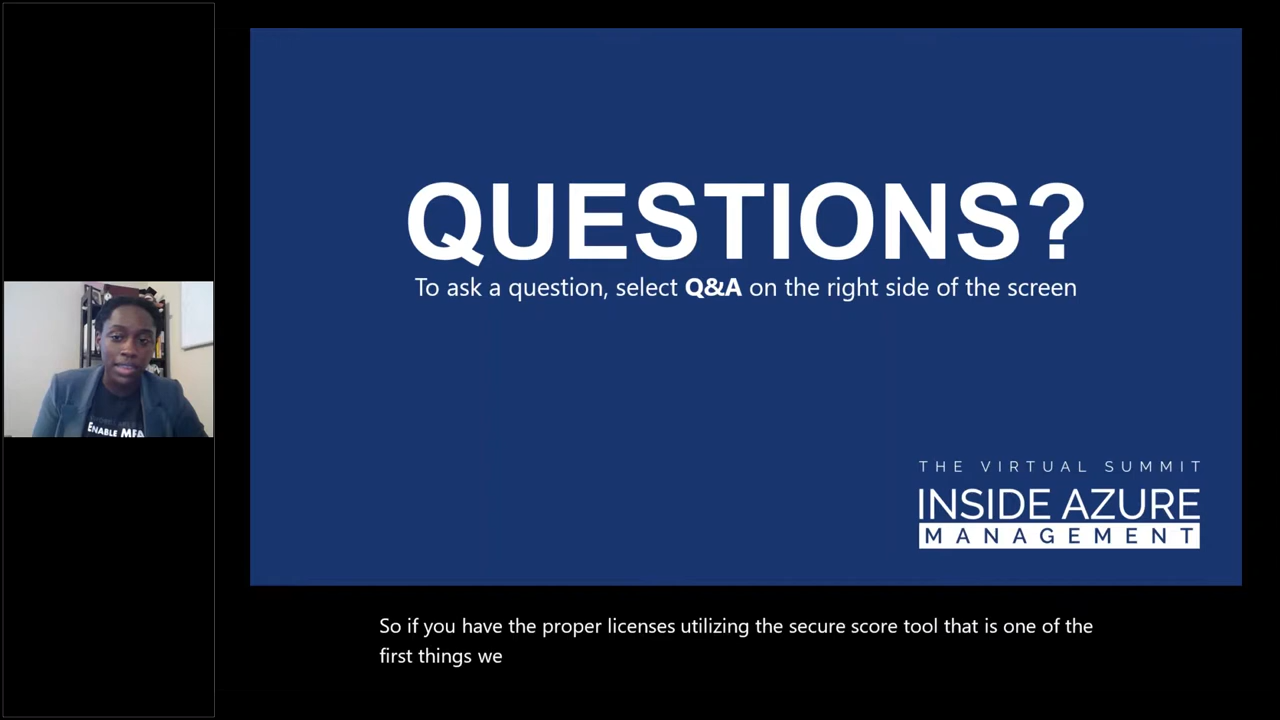 QUESTIONS?
To ask a question, select Q&A on the right side of the screen
THE VIRTUAL SUMMIT
INSIDE AZURE
MANAGEMENT
ENABLE MFA
So if you have the proper licenses utilizing the secure score tool that is one of the
first things we